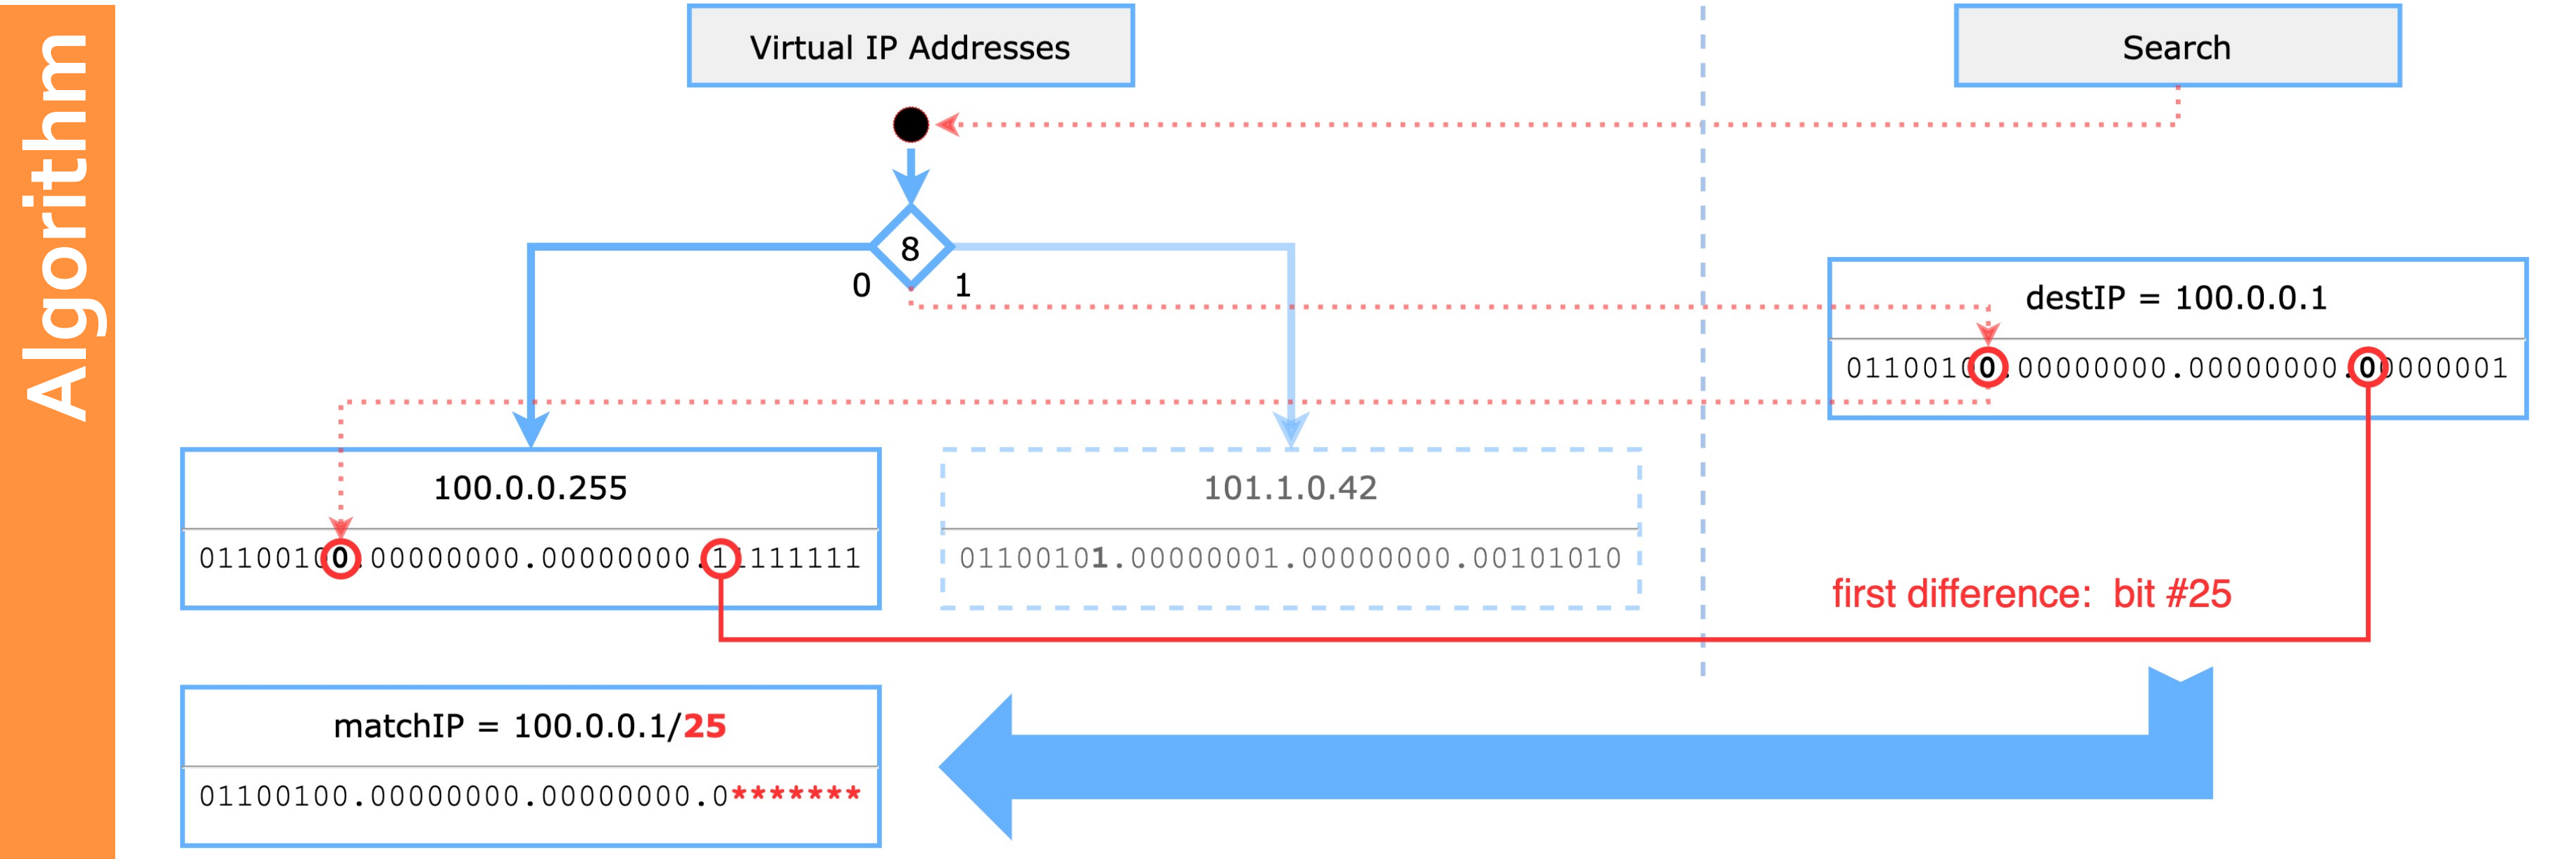 Algorithm
Virtual IP Addresses
Search
8
0
1
destIP = 100.0.0.1
01100100.00000000.00000000.00000001
100.0.0.255
01100100.00000000.00000000.11111111
101.1.0.42
01100101.00000001.00000000.00101010
first difference: bit #25
matchIP = 100.0.0.1/25
01100100.00000000.00000000.0*******